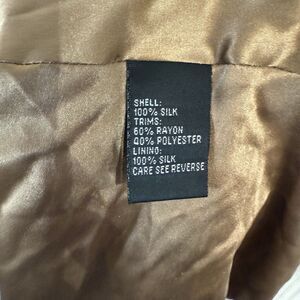 SHELL:
100% SILK
TRIMS:
60% RAYON
40% POLYESTER
LINING:
100% SILK
CARE SEE REVERSE